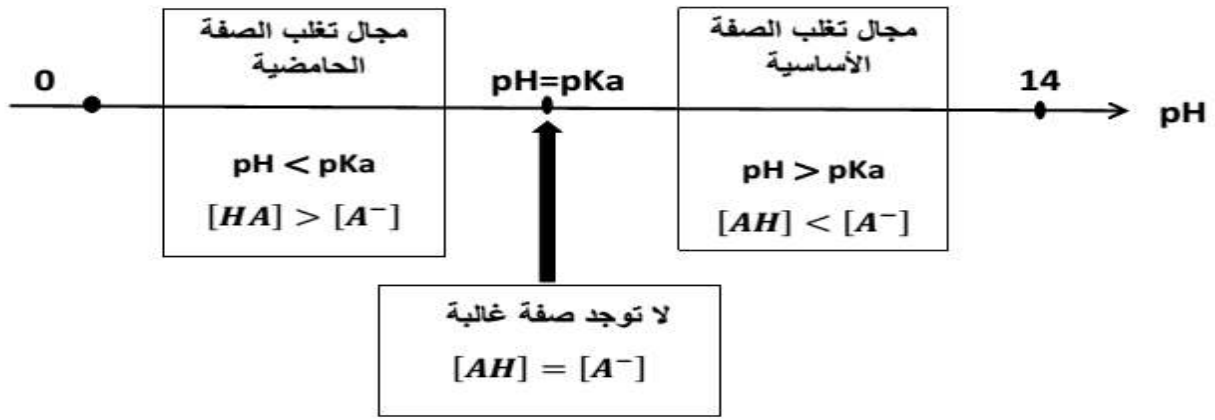 مجال تغلب الصفة
الحامضية
مجال تغلب الصفة
الأساسية
0
pH=pKa
14
pH
pH < pKa
[HA] > [A⁻]
pH > pKa
[AH] < [A⁻]
لا توجد صفة غالبة
[AH] = [A⁻]